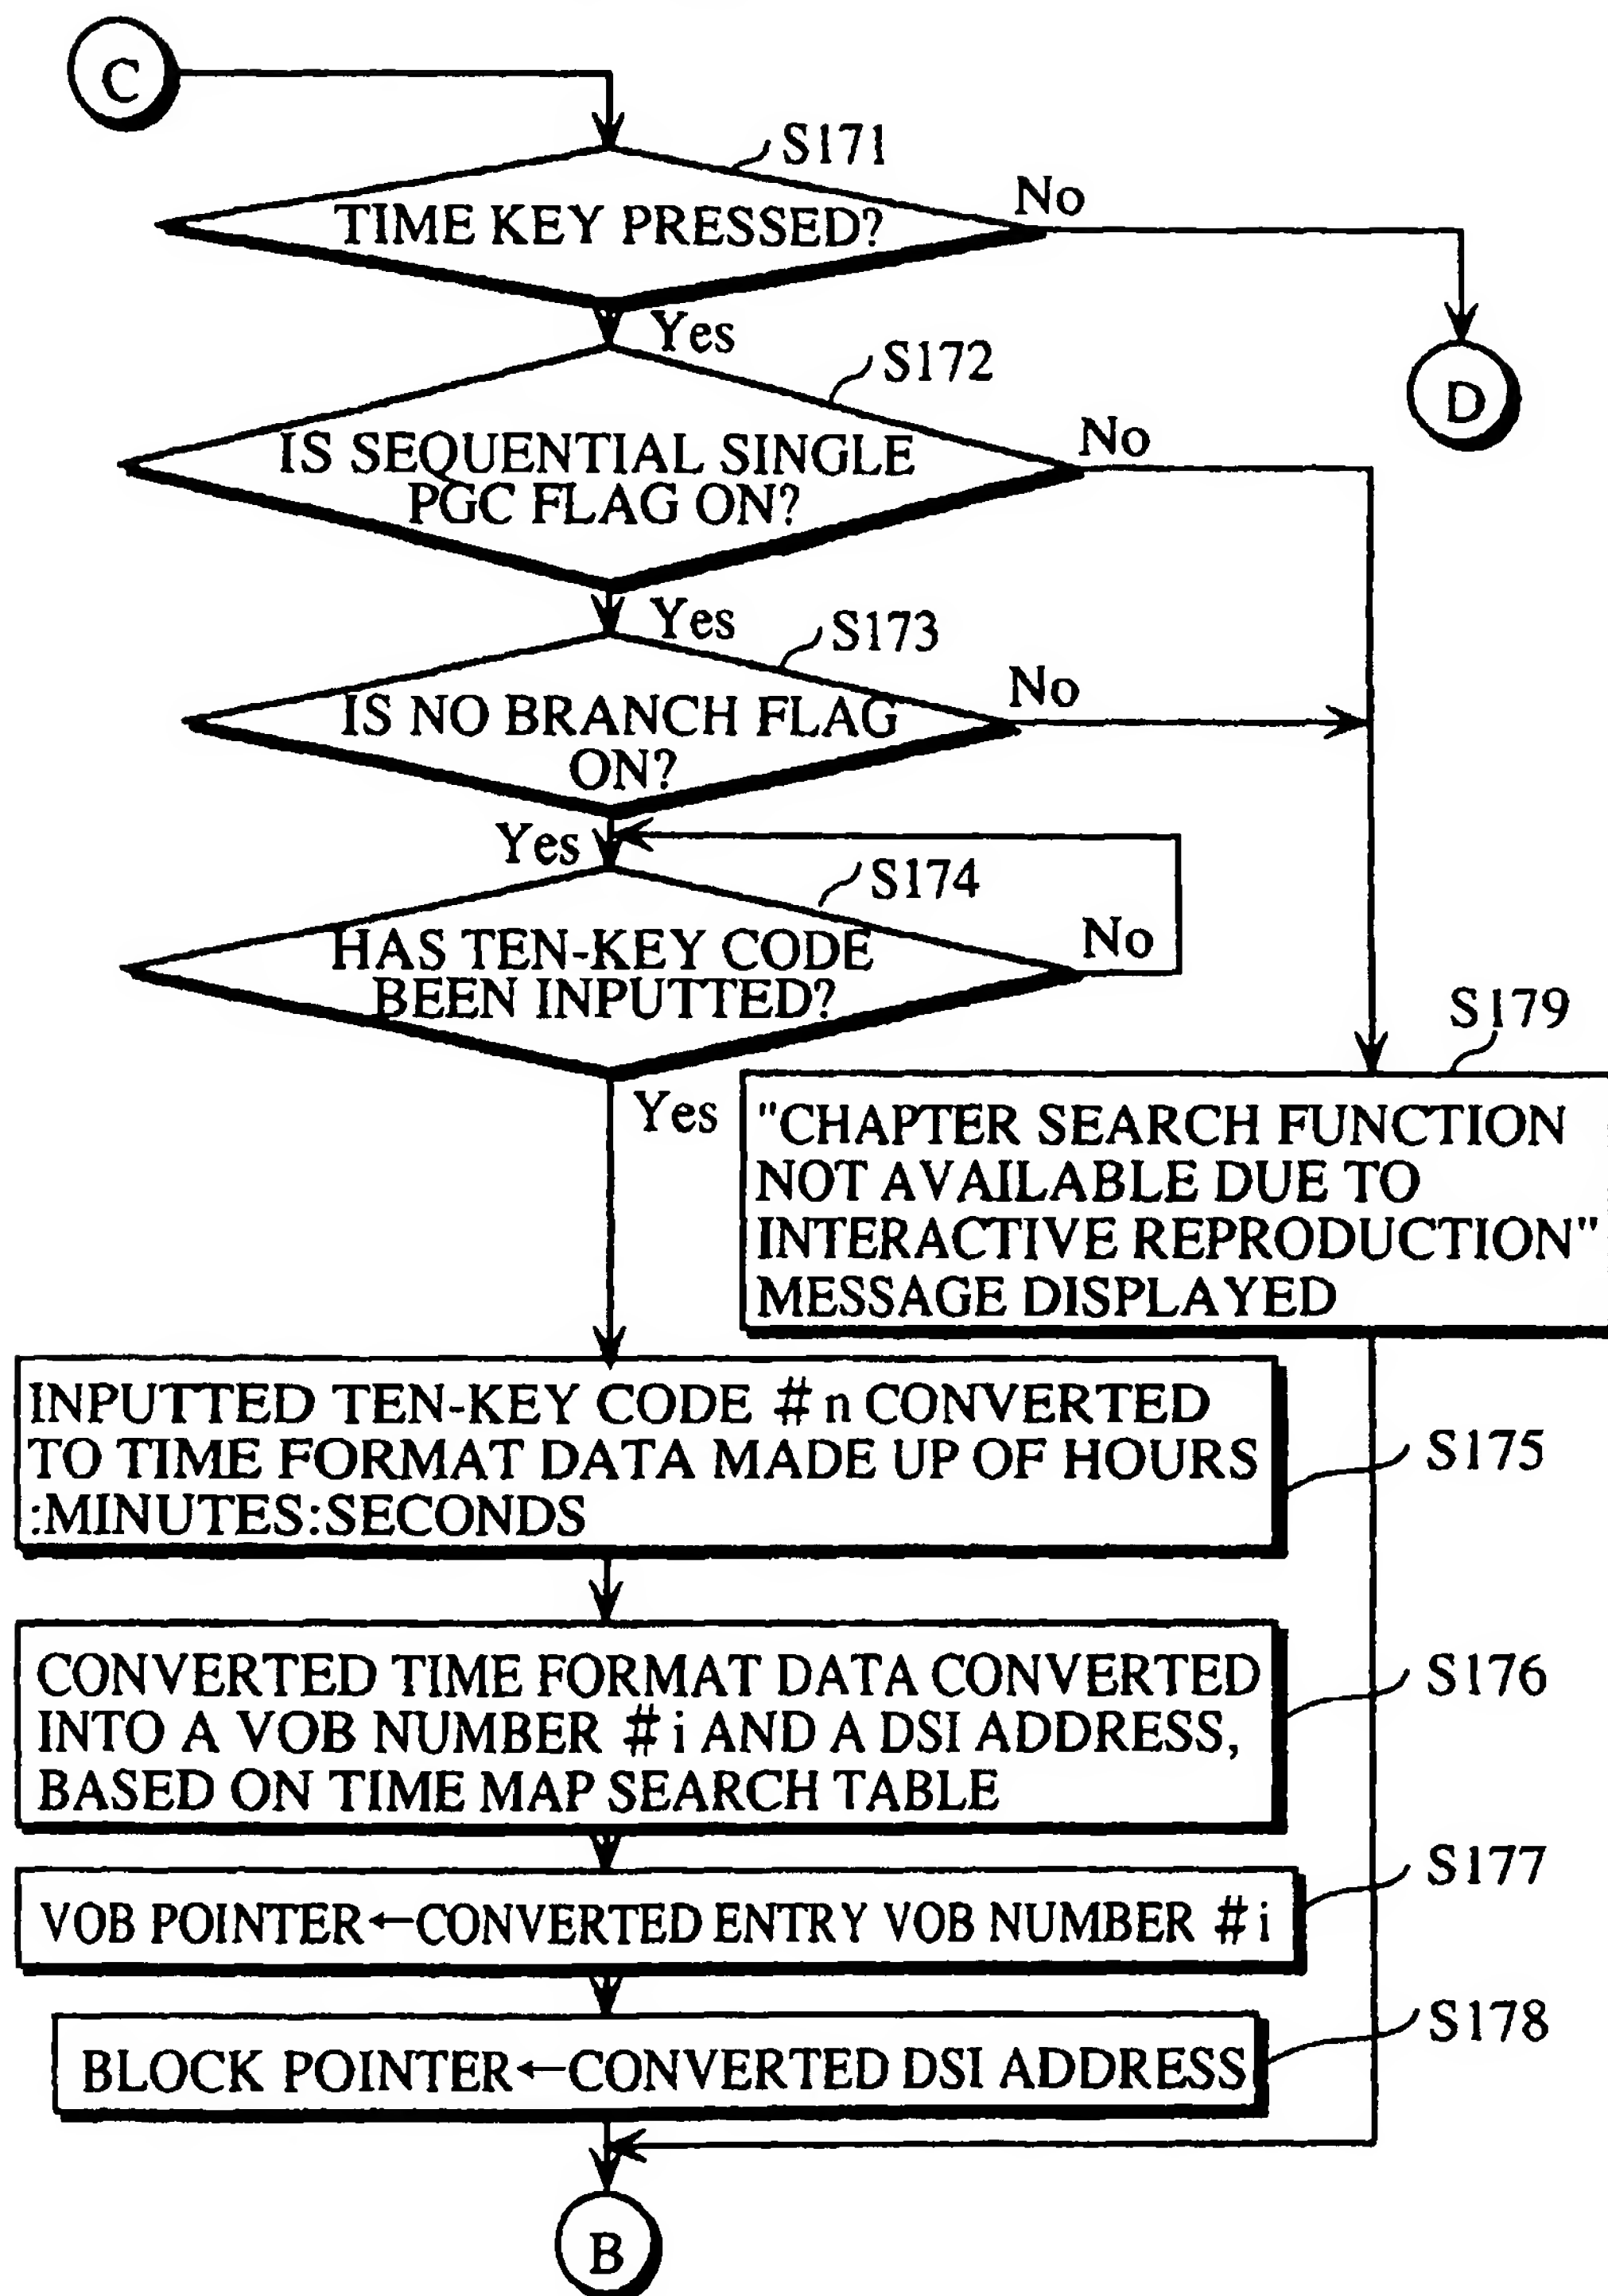 C
S171
TIME KEY PRESSED?
No
Yes
S172
D
IS SEQUENTIAL SINGLE
PGC FLAG ON?
No
Yes
S173
IS NO BRANCH FLAG
ON?
No
Yes
S174
HAS TEN-KEY CODE
BEEN INPUTTED?
No
Yes
S179
"CHAPTER SEARCH FUNCTION
NOT AVAILABLE DUE TO
INTERACTIVE REPRODUCTION"
MESSAGE DISPLAYED
INPUTTED TEN-KEY CODE #n CONVERTED
TO TIME FORMAT DATA MADE UP OF HOURS
:MINUTES:SECONDS
S175
CONVERTED TIME FORMAT DATA CONVERTED
INTO A VOB NUMBER #i AND A DSI ADDRESS,
BASED ON TIME MAP SEARCH TABLE
S176
S177
VOB POINTER←CONVERTED ENTRY VOB NUMBER #i
S178
BLOCK POINTER←CONVERTED DSI ADDRESS
B